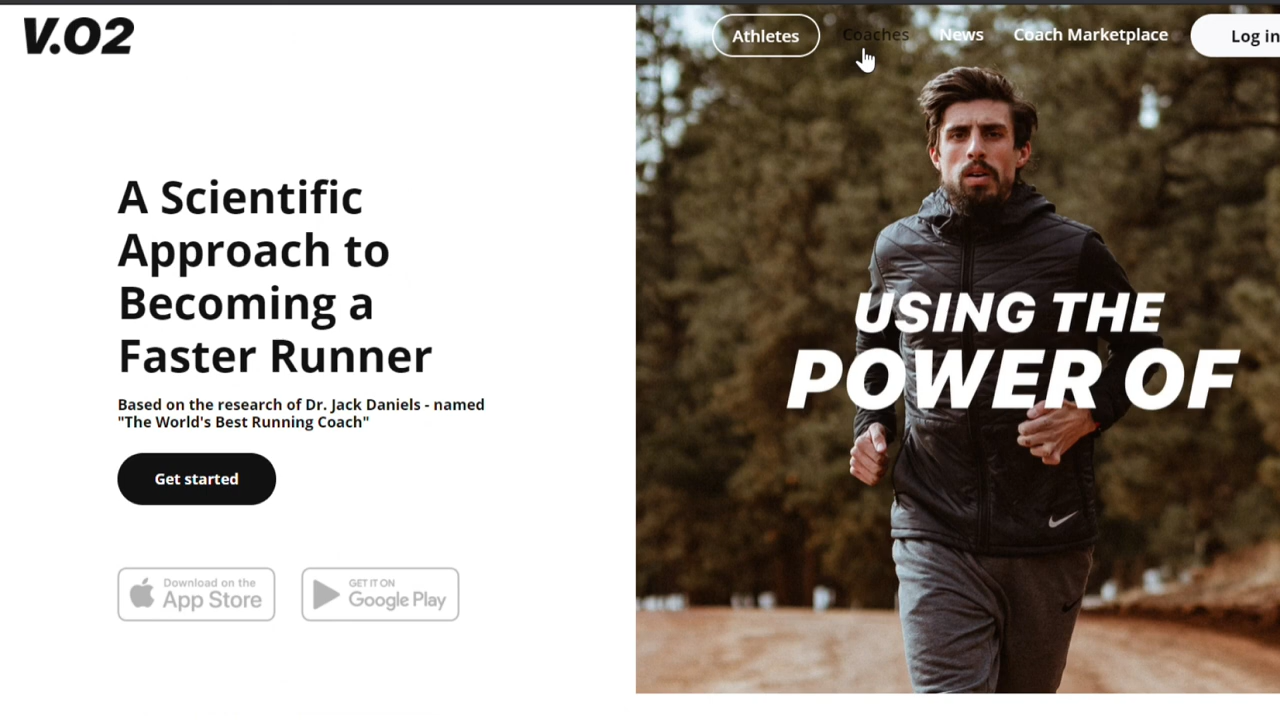 V.O2
Athletes
Coaches
News
Coach Marketplace
Log in
A Scientific
Approach to
Becoming a
Faster Runner
Based on the research of Dr. Jack Daniels - named
"The World's Best Running Coach"
Get started
Download on the
App Store
GET IT ON
Google Play
USING THE
POWER OF